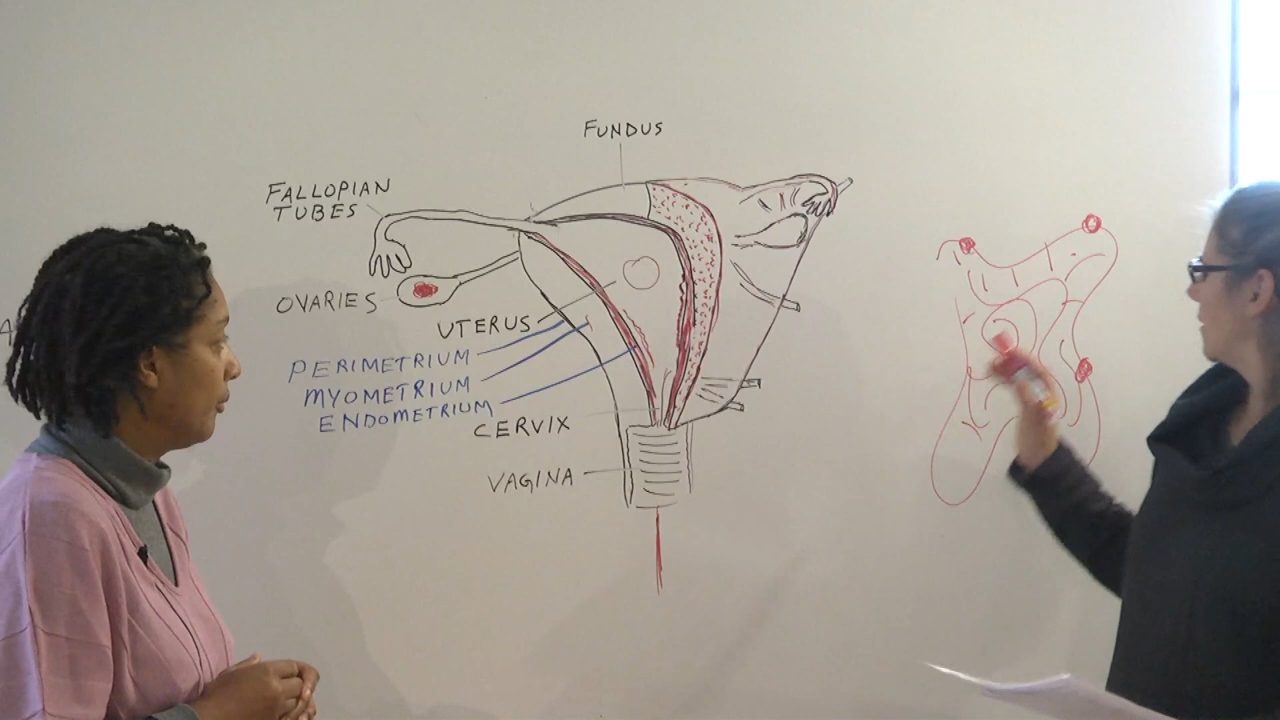 FUNDUS
FALLOPIAN
TUBES
OVARIES
UTERUS
PERIMETRIUM
MYOMETRIUM
ENDOMETRIUM
CERVIX
VAGINA